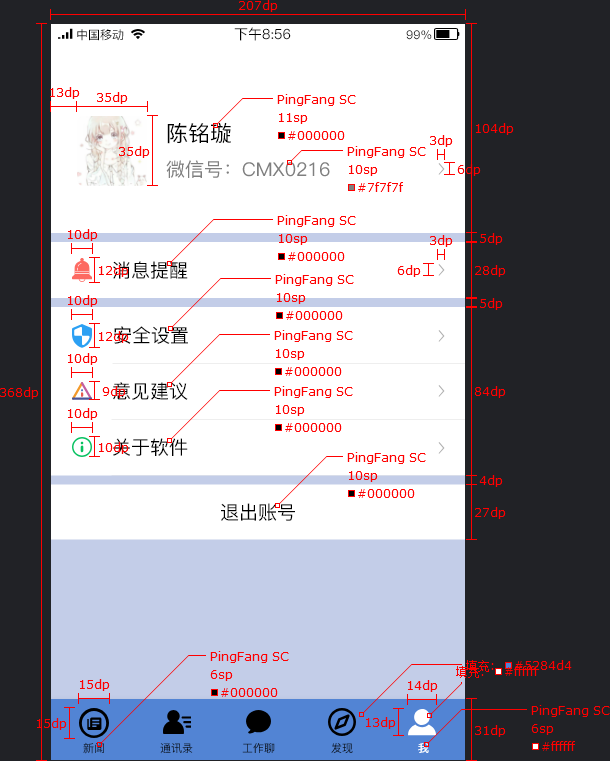 207dp
中国移动 下午8:56 99%
13dp 35dp
PingFang SC
11sp
#000000
104dp
陈铭璇
35dp
3dp
PingFang SC
10sp
#7f7f7f
微信号：CMX0216
6dp
PingFang SC
10sp
#000000
5dp
10dp
3dp
12dp
消息提醒
6dp
28dp
PingFang SC
10sp
#000000
5dp
10dp
12dp
安全设置
PingFang SC
10sp
#000000
10dp
9dp
意见建议
368dp
84dp
PingFang SC
10sp
#000000
10dp
10dp
关于软件
PingFang SC
10sp
#000000
4dp
退出账号
27dp
PingFang SC
6sp
#000000
填充: #5284d4
填充: #ffffff
15dp
14dp
15dp
13dp
PingFang SC
6sp
#ffffff
31dp
新闻 通讯录 工作聊 发现 我